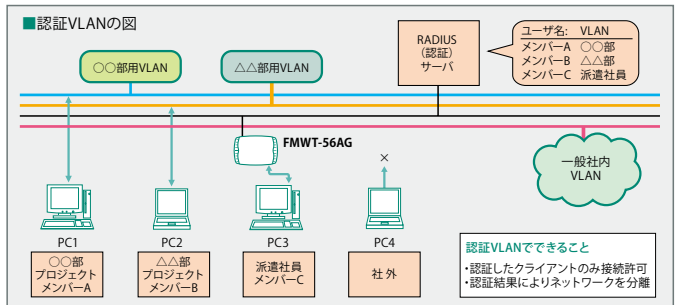 ■認証VLANの図
○○部用VLAN
△△部用VLAN
RADIUS
（認証）
サーバ
ユーザ名: VLAN
メンバーA ○○部
メンバーB △△部
メンバーC 派遣社員
FMWT-56AG
×
一般社内
VLAN
PC1
PC2
PC3
PC4
○○部
プロジェクト
メンバーA
△△部
プロジェクト
メンバーB
派遣社員
メンバーC
社外
認証VLANでできること
・認証したクライアントのみ接続許可
・認証結果によりネットワークを分離